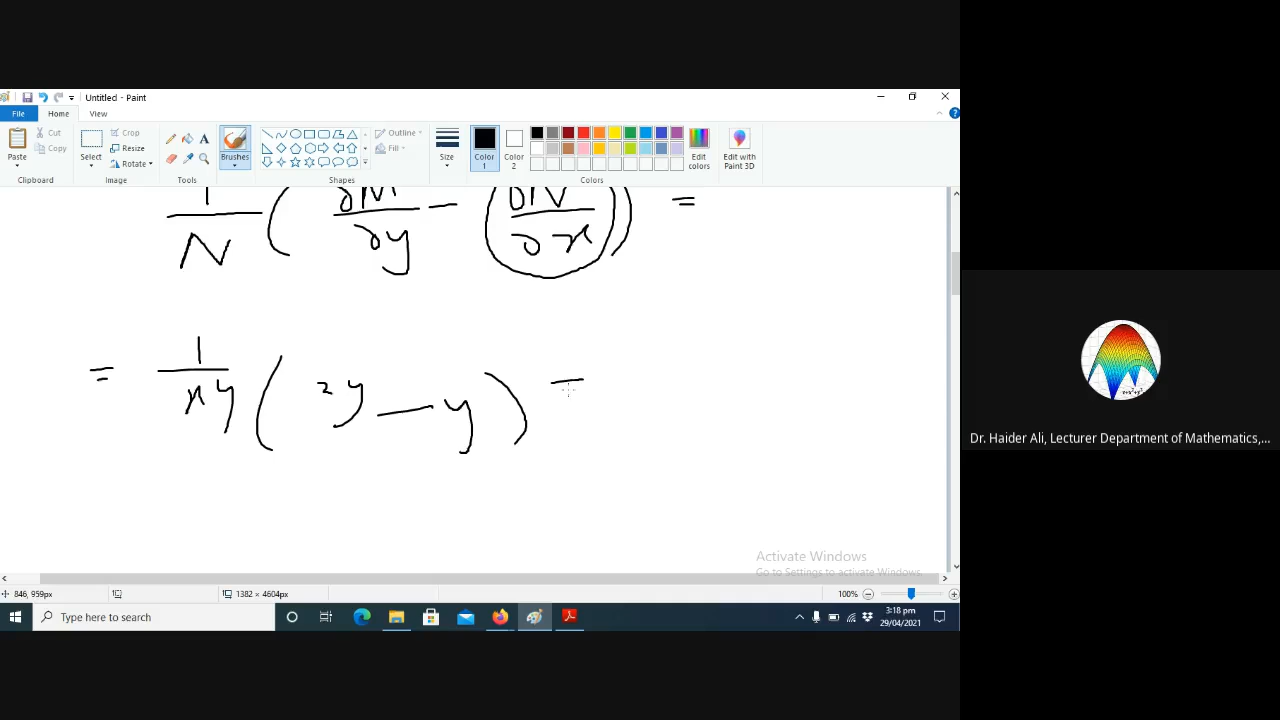 Untitled - Paint
File Home View
Paste Cut Copy Select Crop Resize Rotate A Brushes Outline Fill Size Color 1 Color 2 Edit colors Edit with Paint 3D
Clipboard Image Tools Shapes Colors
1/N ( ∂M/∂y − (∂N/∂x) ) =
= 1/xy ( 2y − y ) =
Activate Windows
Go to Settings to activate Windows.
846, 959px 1382 × 4604px 100%
Type here to search 3:18 pm
29/04/2021
x²+y²
Dr. Haider Ali, Lecturer Department of Mathematics,...